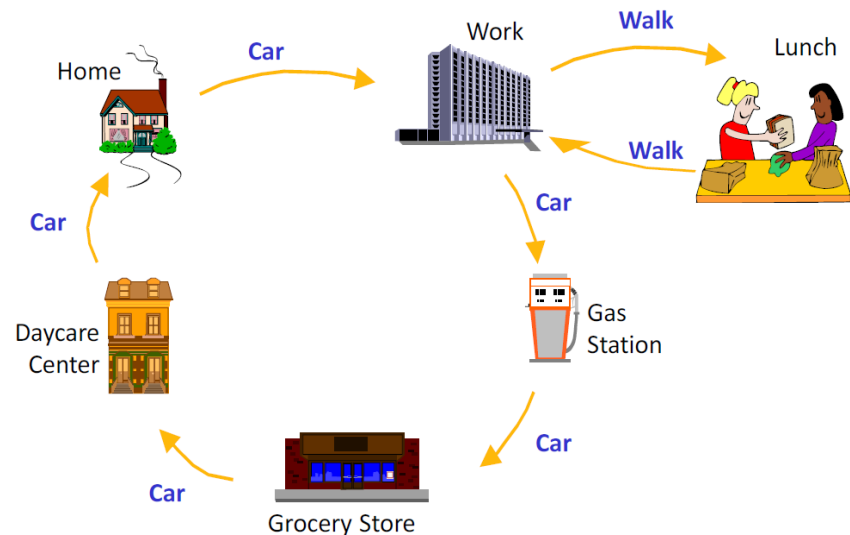 Home
Car
Work
Walk
Lunch
Walk
Car
Car
Gas
Station
Daycare
Center
Car
Car
Grocery Store